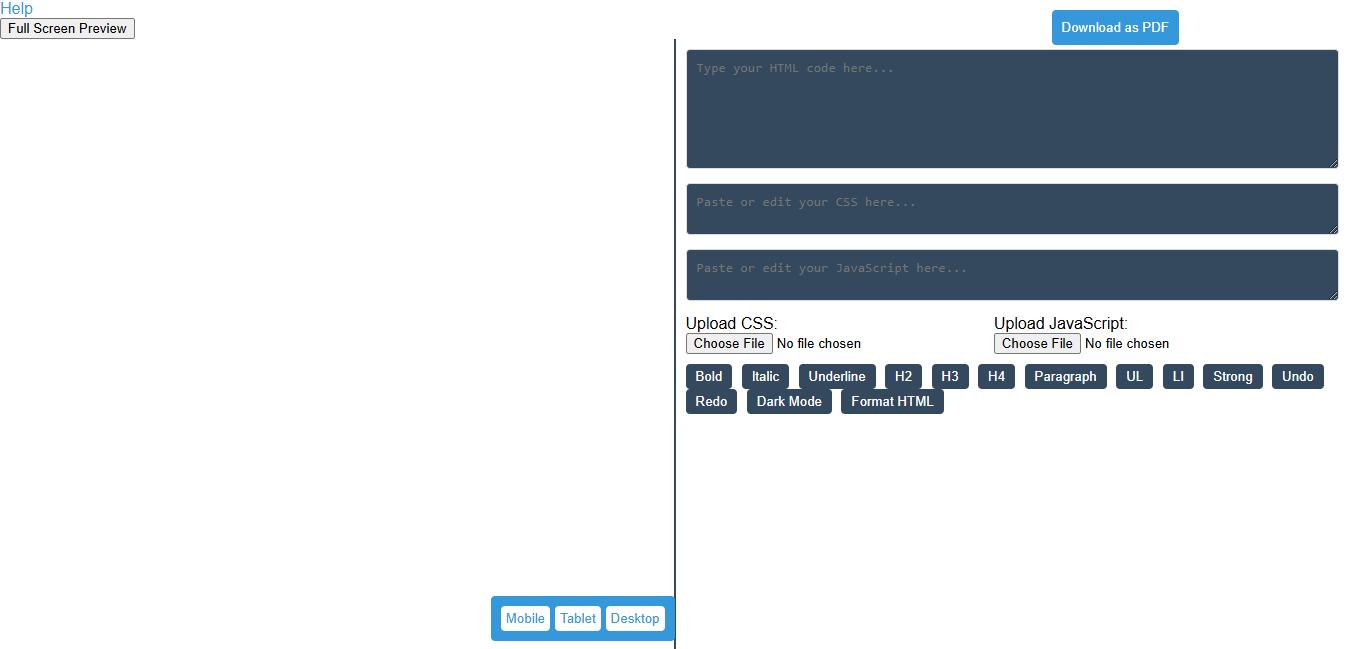 Help
Full Screen Preview
Download as PDF
Type your HTML code here...
Paste or edit your CSS here...
Paste or edit your JavaScript here...
Upload CSS: Upload JavaScript:
Choose File No file chosen Choose File No file chosen
Bold Italic Underline H2 H3 H4 Paragraph UL LI Strong Undo
Redo Dark Mode Format HTML
Mobile Tablet Desktop